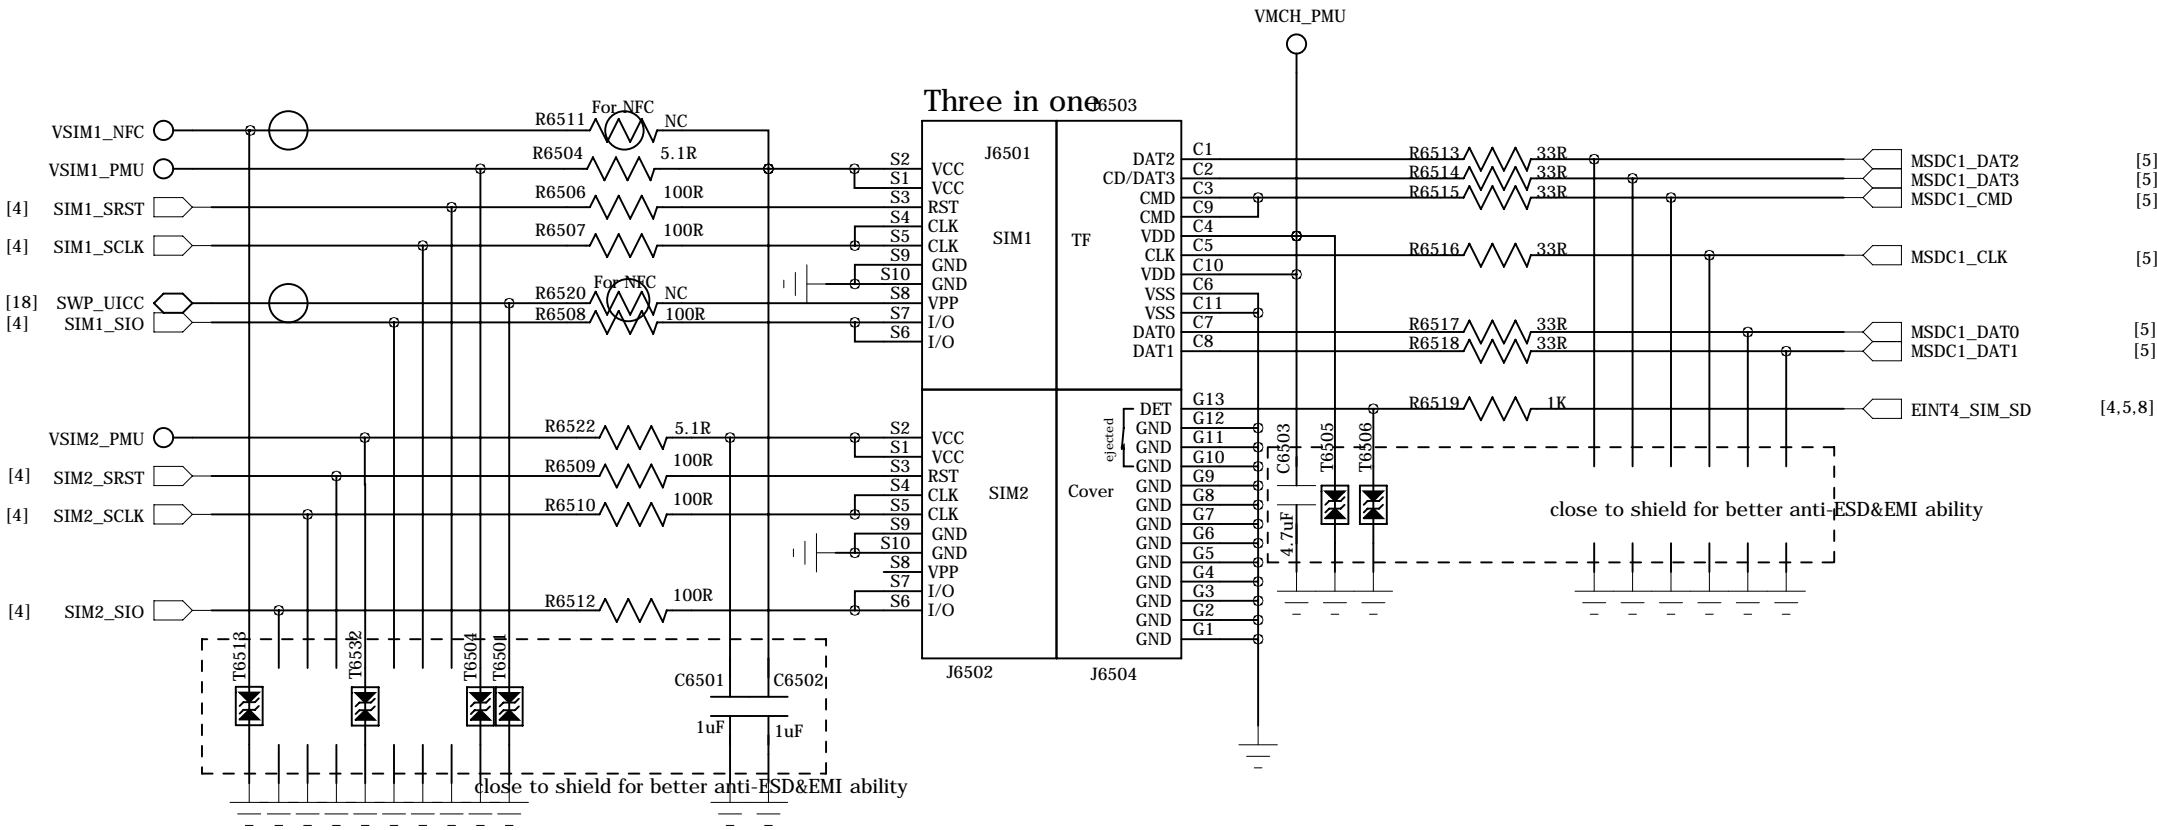 VMCH_PMU
Three in one
J6503
VSIM1_NFC
R6511
For NFC
NC
VSIM1_PMU
R6504
5.1R
[4] SIM1_SRST
R6506
100R
[4] SIM1_SCLK
R6507
100R
[18] SWP_UICC
R6520
For NFC
NC
[4] SIM1_SIO
R6508
100R
S2 VCC
S1 VCC
S3 RST
S4 CLK
S5 CLK
S9 GND
S10 GND
S8 VPP
S7 I/O
S6 I/O
J6501
SIM1
TF
DAT2 C1
CD/DAT3 C2
CMD C3
CMD C9
VDD C4
CLK C5
VDD C10
VSS C6
VSS C11
DAT0 C7
DAT1 C8
R6513 33R MSDC1_DAT2 [5]
R6514 33R MSDC1_DAT3 [5]
R6515 33R MSDC1_CMD [5]
R6516 33R MSDC1_CLK [5]
R6517 33R MSDC1_DAT0 [5]
R6518 33R MSDC1_DAT1 [5]
R6519 1K EINT4_SIM_SD [4,5,8]
VSIM2_PMU
R6522
5.1R
[4] SIM2_SRST
R6509
100R
[4] SIM2_SCLK
R6510
100R
[4] SIM2_SIO
R6512
100R
S2 VCC
S1 VCC
S3 RST
S4 CLK
S5 CLK
S9 GND
S10 GND
S8 VPP
S7 I/O
S6 I/O
SIM2
Cover
ejected
DET G13
GND G12
GND G11
GND G10
GND G9
GND G8
GND G7
GND G6
GND G5
GND G4
GND G3
GND G2
GND G1
J6502
J6504
C6503
4.7uF
T6505
T6506
close to shield for better anti-ESD&EMI ability
T6513
T6532
T6504
T6501
C6501
1uF
C6502
1uF
close to shield for better anti-ESD&EMI ability